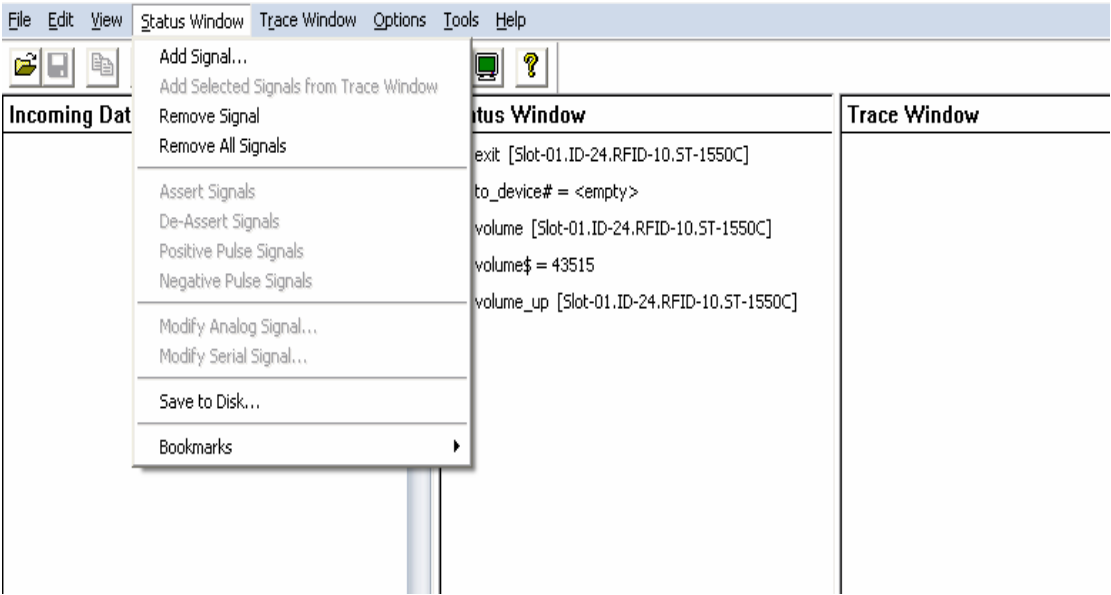 File Edit View Status Window Trace Window Options Tools Help
Add Signal...
Add Selected Signals from Trace Window
Remove Signal
Remove All Signals
Assert Signals
De-Assert Signals
Positive Pulse Signals
Negative Pulse Signals
Modify Analog Signal...
Modify Serial Signal...
Save to Disk...
Bookmarks
?
Incoming Dat
tus Window
exit [Slot-01.ID-24.RFID-10.ST-1550C]
to_device# = <empty>
volume [Slot-01.ID-24.RFID-10.ST-1550C]
volume$ = 43515
volume_up [Slot-01.ID-24.RFID-10.ST-1550C]
Trace Window